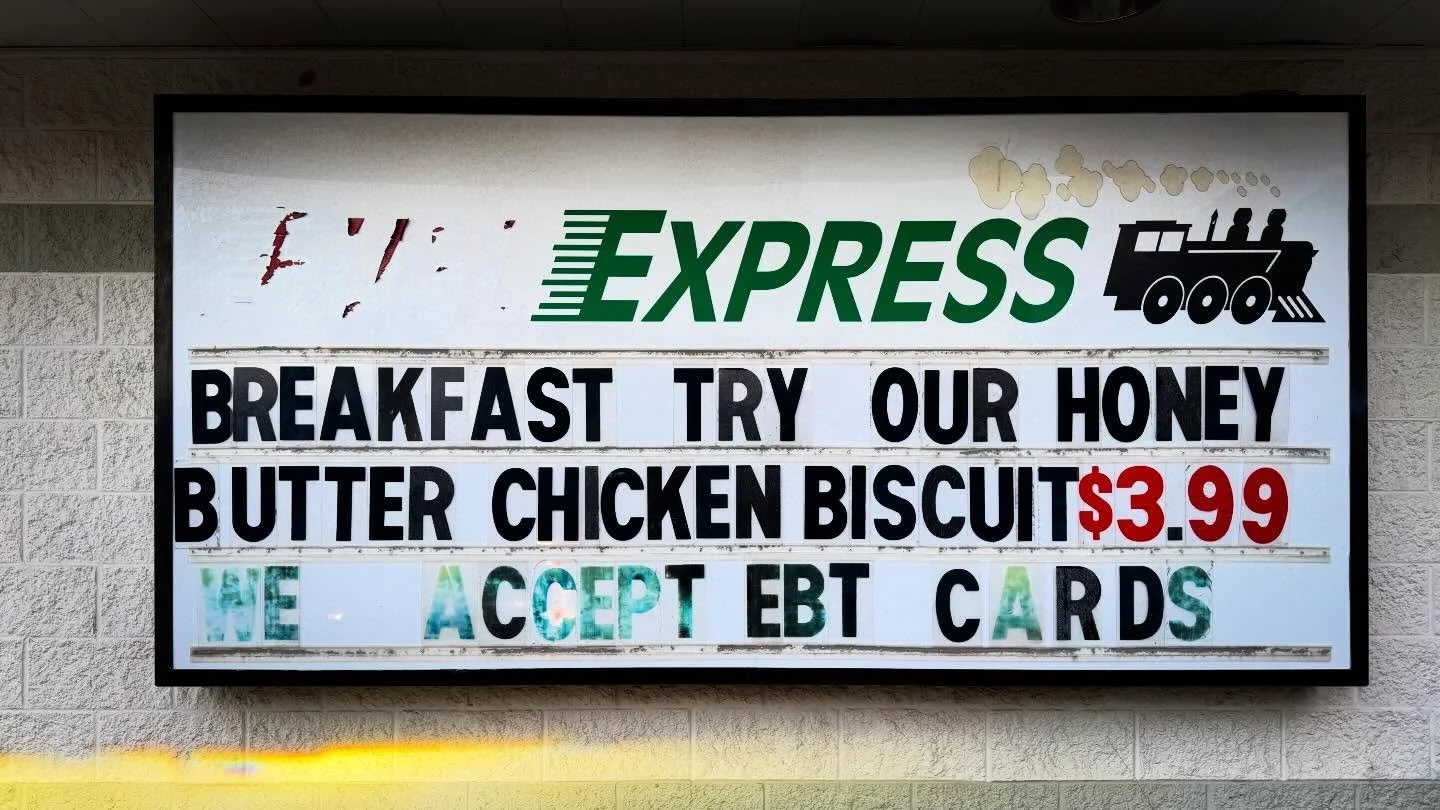 EXPRESS
BREAKFAST TRY OUR HONEY
BUTTER CHICKEN BISCUIT $3.99
WE ACCEPT EBT CARDS